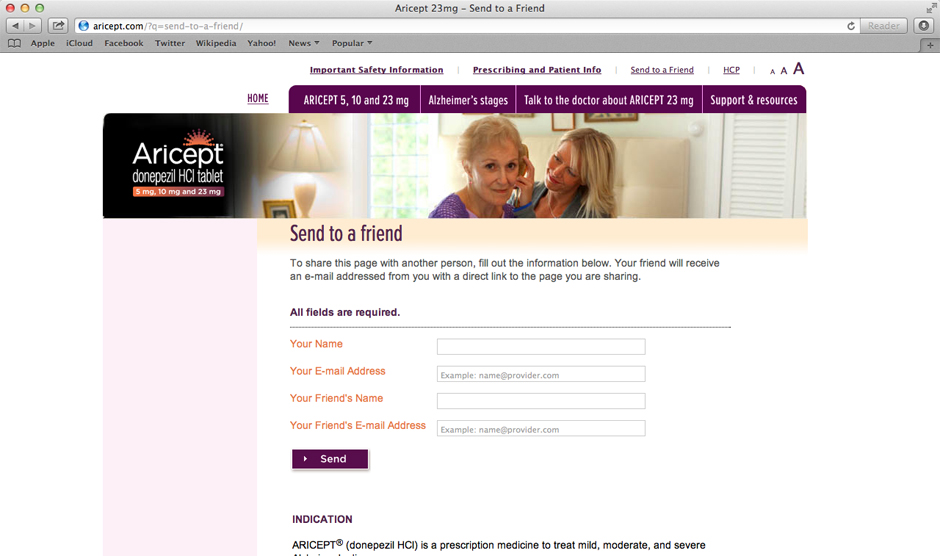 Aricept 23mg – Send to a Friend
aricept.com/?q=send-to-a-friend/
Reader
Apple iCloud Facebook Twitter Wikipedia Yahoo! News Popular
Important Safety Information | Prescribing and Patient Info | Send to a Friend | HCP | A A A
HOME
ARICEPT 5, 10 and 23 mg
Alzheimer's stages
Talk to the doctor about ARICEPT 23 mg
Support & resources
Aricept
donepezil HCl tablet
5 mg, 10 mg and 23 mg
Send to a friend
To share this page with another person, fill out the information below. Your friend will receive
an e-mail addressed from you with a direct link to the page you are sharing.
All fields are required.
Your Name
Your E-mail Address
Example: name@provider.com
Your Friend's Name
Your Friend's E-mail Address
Example: name@provider.com
Send
INDICATION
ARICEPT® (donepezil HCl) is a prescription medicine to treat mild, moderate, and severe